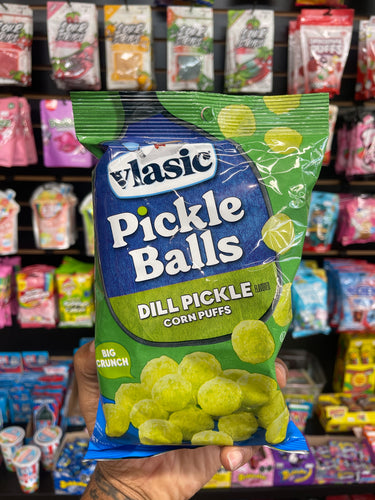 vlasic
Pickle
Balls
DILL PICKLE FLAVORED
CORN PUFFS
BIG
CRUNCH